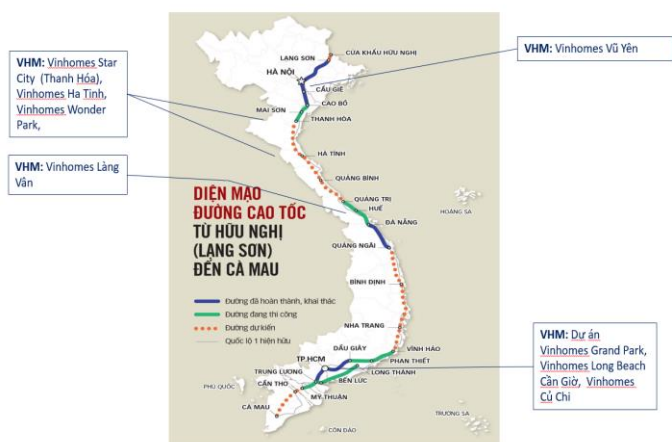 VHM: Vinhomes Star
City (Thanh Hóa),
Vinhomes Ha Tinh,
Vinhomes Wonder
Park,
VHM: Vinhomes Làng
Vân
VHM: Vinhomes Vũ Yên
VHM: Dự án
Vinhomes Grand Park,
Vinhomes Long Beach
Cần Giờ, Vinhomes
Củ Chi
LẠNG SƠN
CỬA KHẨU HỮU NGHỊ
HÀ NỘI
CẦU GIẼ
CAO BỒ
MAI SƠN
THANH HÓA
HÀ TĨNH
QUẢNG BÌNH
QUẢNG TRỊ
HUẾ
ĐÀ NẴNG
HOÀNG SA
QUẢNG NGÃI
BÌNH ĐỊNH
NHA TRANG
DIỆN MẠO
ĐƯỜNG CAO TỐC
TỪ HỮU NGHỊ
(LẠNG SƠN)
ĐẾN CÀ MAU
Đường đã hoàn thành, khai thác
Đường đang thi công
Đường dự kiến
Quốc lộ 1 hiện hữu
DẦU GIÂY
VĨNH HẢO
TP.HCM
PHAN THIẾT
TRUNG LƯƠNG
LONG THÀNH
PHÚ QUỐC
CẦN THƠ
BẾN LỨC
MỸ THUẬN
CÀ MAU
TRƯỜNG SA
CÔN ĐẢO